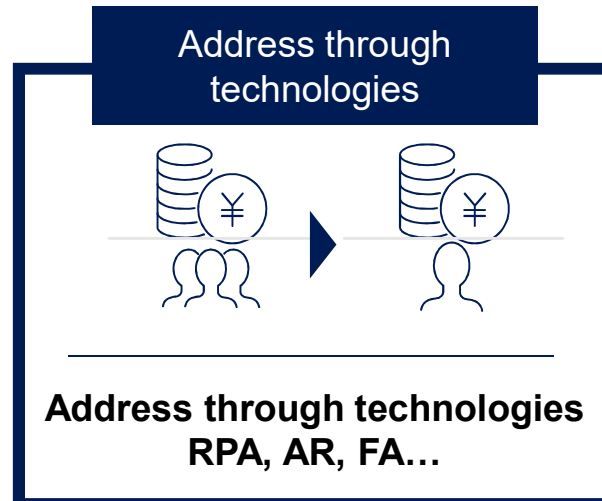 Address through
technologies
¥ ¥
Address through technologies
RPA, AR, FA…